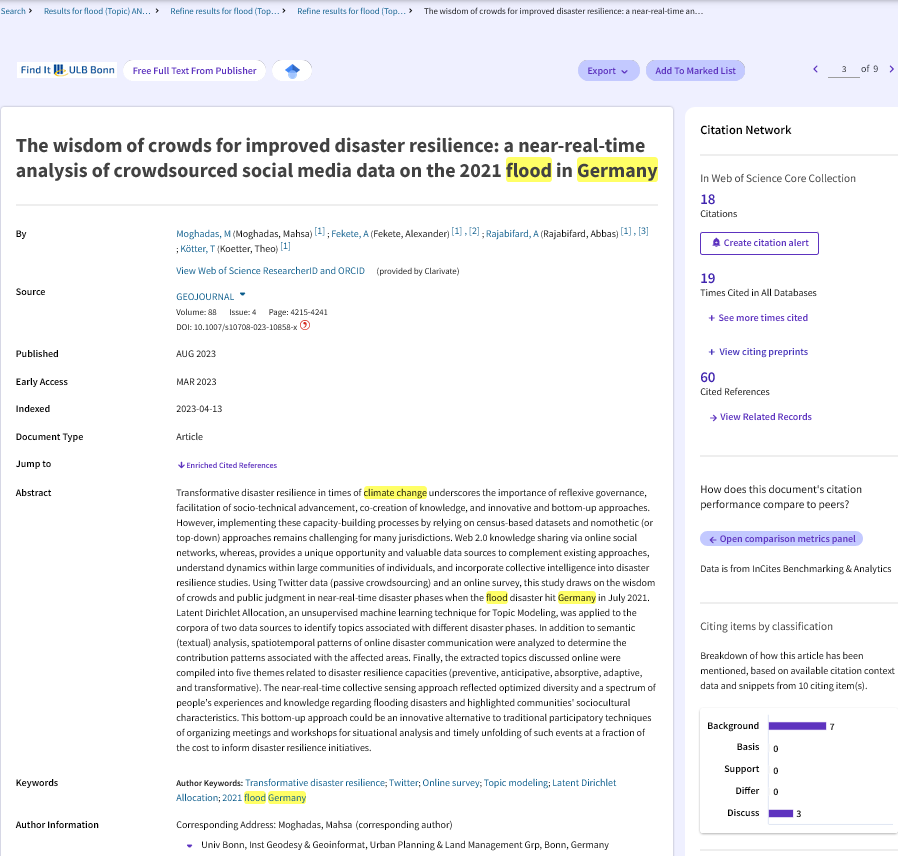 Search > Results for flood (Topic) AN... > Refine results for flood (Top... > Refine results for flood (Top... > The wisdom of crowds for improved disaster resilience: a near-real-time an...
Find It ULB Bonn Free Full Text From Publisher Export Add To Marked List < 3 of 9 >
The wisdom of crowds for improved disaster resilience: a near-real-time
analysis of crowdsourced social media data on the 2021 flood in Germany
By
Moghadas, M (Moghadas, Mahsa) [1] ; Fekete, A (Fekete, Alexander) [1] , [2] ; Rajabifard, A (Rajabifard, Abbas) [1] , [3]
; Kötter, T (Koetter, Theo) [1]
View Web of Science ResearcherID and ORCID (provided by Clarivate)
Source
GEOJOURNAL
Volume: 88 Issue: 4 Page: 4215-4241
DOI: 10.1007/s10708-023-10858-x
Published AUG 2023
Early Access MAR 2023
Indexed 2023-04-13
Document Type Article
Jump to Enriched Cited References
Abstract
Transformative disaster resilience in times of climate change underscores the importance of reflexive governance,
facilitation of socio-technical advancement, co-creation of knowledge, and innovative and bottom-up approaches.
However, implementing these capacity-building processes by relying on census-based datasets and nomothetic (or
top-down) approaches remains challenging for many jurisdictions. Web 2.0 knowledge sharing via online social
networks, whereas, provides a unique opportunity and valuable data sources to complement existing approaches,
understand dynamics within large communities of individuals, and incorporate collective intelligence into disaster
resilience studies. Using Twitter data (passive crowdsourcing) and an online survey, this study draws on the wisdom
of crowds and public judgment in near-real-time disaster phases when the flood disaster hit Germany in July 2021.
Latent Dirichlet Allocation, an unsupervised machine learning technique for Topic Modeling, was applied to the
corpora of two data sources to identify topics associated with different disaster phases. In addition to semantic
(textual) analysis, spatiotemporal patterns of online disaster communication were analyzed to determine the
contribution patterns associated with the affected areas. Finally, the extracted topics discussed online were
compiled into five themes related to disaster resilience capacities (preventive, anticipative, absorptive, adaptive,
and transformative). The near-real-time collective sensing approach reflected optimized diversity and a spectrum of
people's experiences and knowledge regarding flooding disasters and highlighted communities' sociocultural
characteristics. This bottom-up approach could be an innovative alternative to traditional participatory techniques
of organizing meetings and workshops for situational analysis and timely unfolding of such events at a fraction of
the cost to inform disaster resilience initiatives.
Keywords
Author Keywords: Transformative disaster resilience; Twitter; Online survey; Topic modeling; Latent Dirichlet
Allocation; 2021 flood Germany
Author Information Corresponding Address: Moghadas, Mahsa (corresponding author)
Univ Bonn, Inst Geodesy & Geoinformat, Urban Planning & Land Management Grp, Bonn, Germany
Citation Network
In Web of Science Core Collection
18
Citations
Create citation alert
19
Times Cited in All Databases
+ See more times cited
+ View citing preprints
60
Cited References
→ View Related Records
How does this document's citation
performance compare to peers?
← Open comparison metrics panel
Data is from InCites Benchmarking & Analytics
Citing items by classification
Breakdown of how this article has been
mentioned, based on available citation context
data and snippets from 10 citing item(s).
Background 7
Basis 0
Support 0
Differ 0
Discuss 3